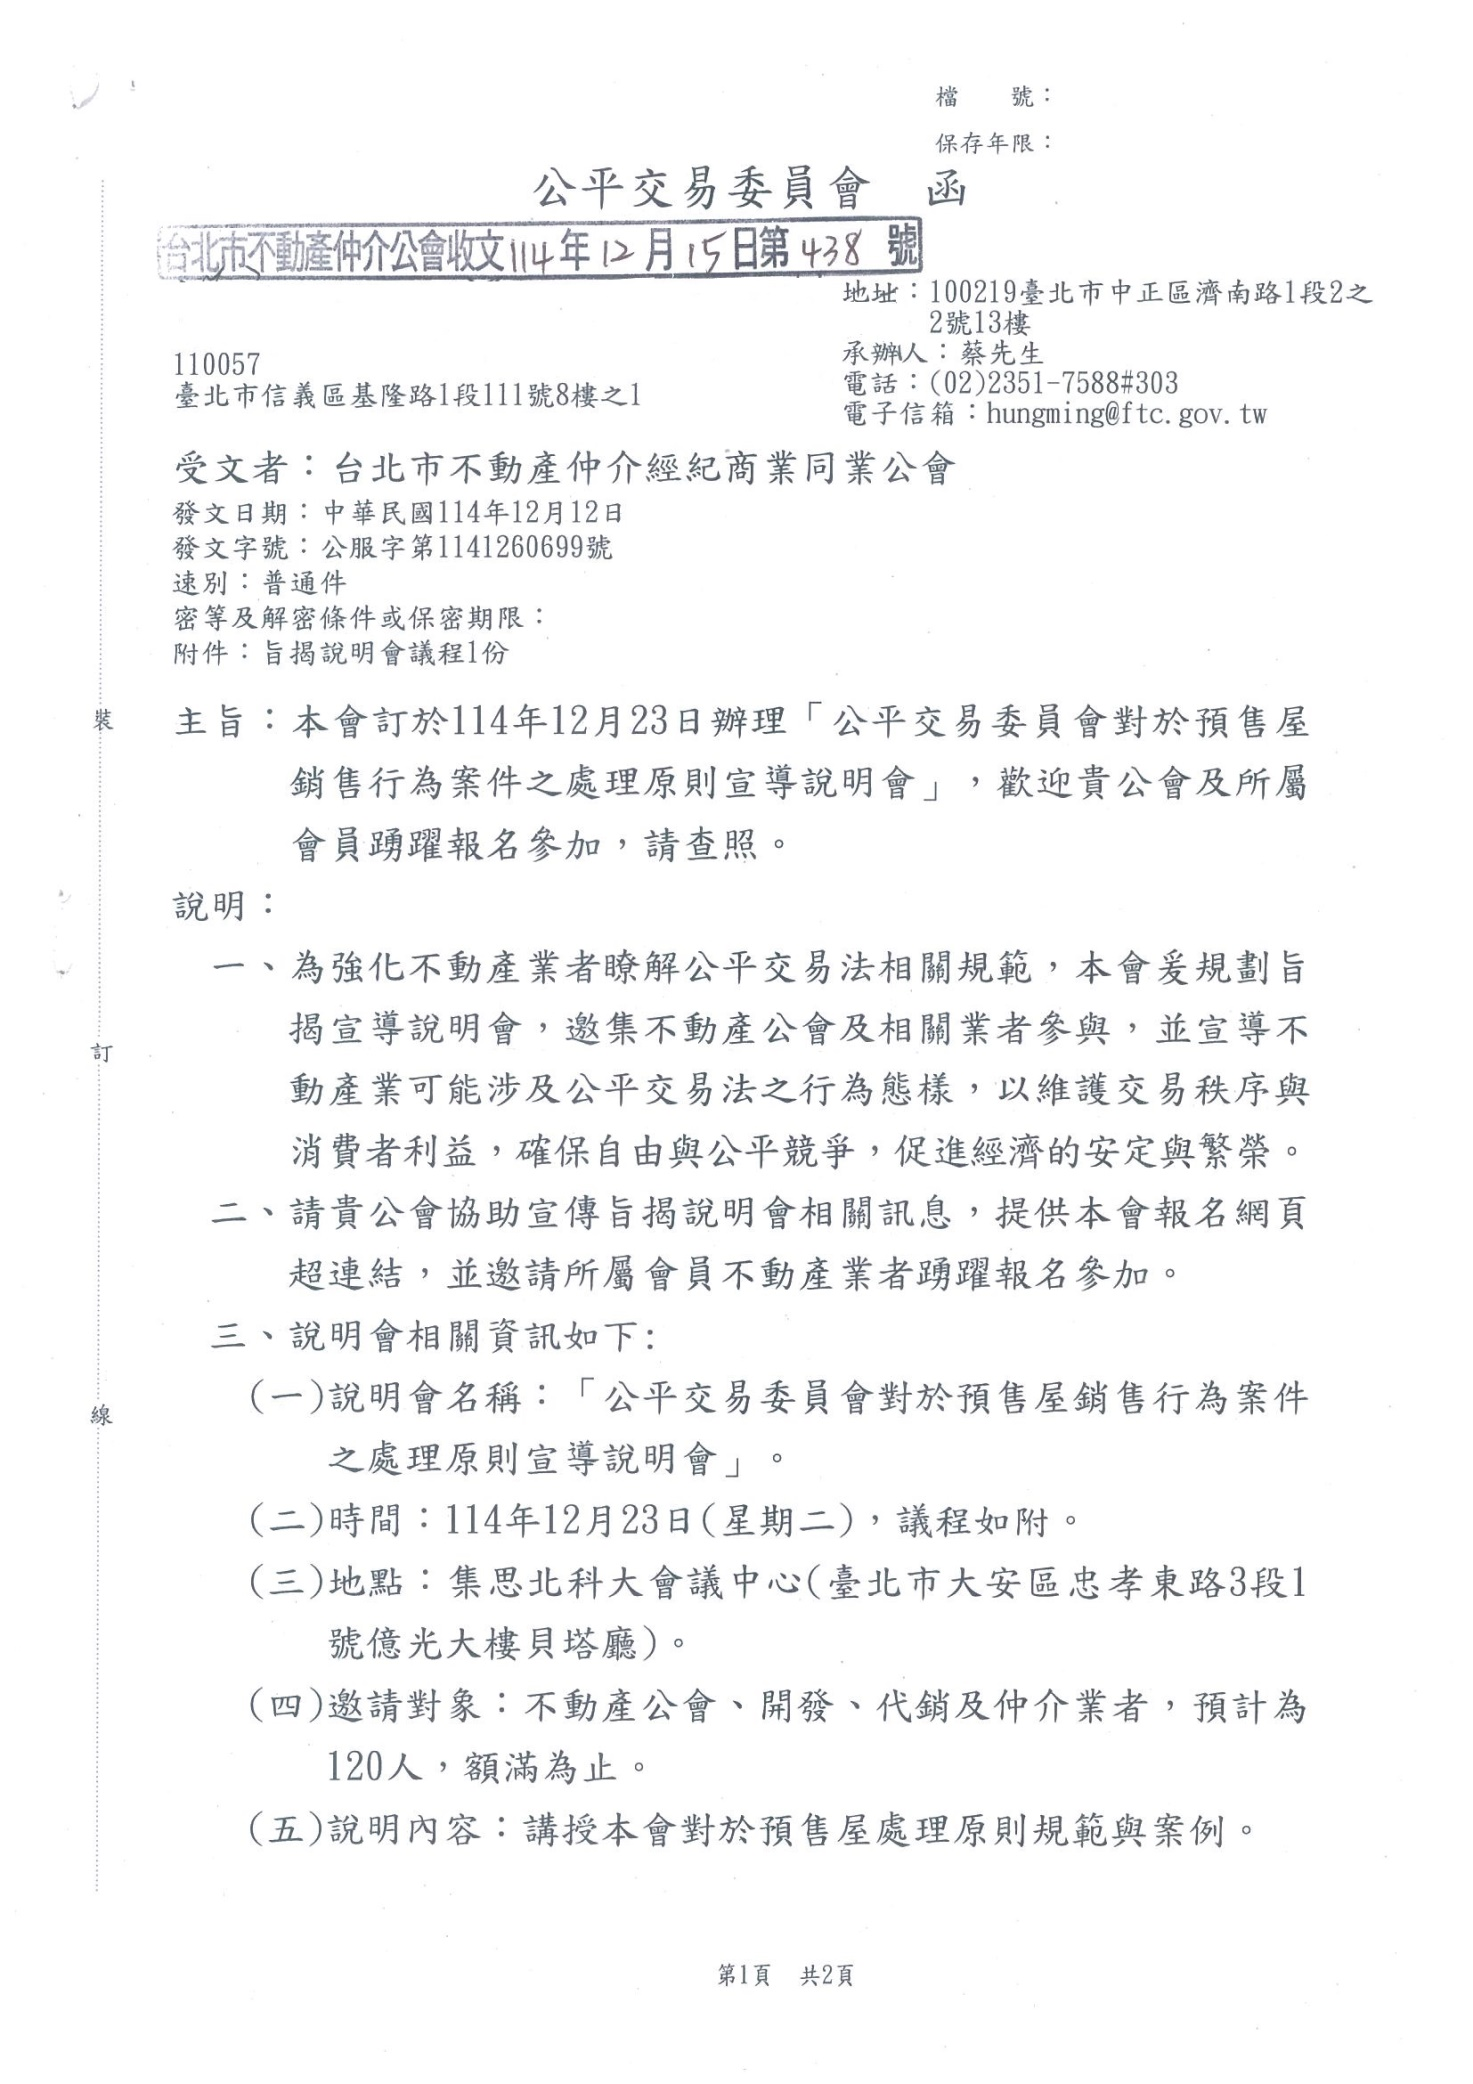 檔　　號：
保存年限：
公平交易委員會　函
台北市不動產仲介公會收文114年12月15日第438號
地址：100219臺北市中正區濟南路1段2之
2號13樓
承辦人：蔡先生
電話：(02)2351-7588#303
電子信箱：hungming@ftc.gov.tw
110057
臺北市信義區基隆路1段111號8樓之1
受文者：台北市不動產仲介經紀商業同業公會
發文日期：中華民國114年12月12日
發文字號：公服字第1141260699號
速別：普通件
密等及解密條件或保密期限：
附件：旨揭說明會議程1份
主旨：本會訂於114年12月23日辦理「公平交易委員會對於預售屋
銷售行為案件之處理原則宣導說明會」，歡迎貴公會及所屬
會員踴躍報名參加，請查照。
說明：
一、為強化不動產業者瞭解公平交易法相關規範，本會爰規劃旨
揭宣導說明會，邀集不動產公會及相關業者參與，並宣導不
動產業可能涉及公平交易法之行為態樣，以維護交易秩序與
消費者利益，確保自由與公平競爭，促進經濟的安定與繁榮。
二、請貴公會協助宣傳旨揭說明會相關訊息，提供本會報名網頁
超連結，並邀請所屬會員不動產業者踴躍報名參加。
三、說明會相關資訊如下:
(一)說明會名稱：「公平交易委員會對於預售屋銷售行為案件
之處理原則宣導說明會」。
(二)時間：114年12月23日(星期二)，議程如附。
(三)地點：集思北科大會議中心(臺北市大安區忠孝東路3段1
號億光大樓貝塔廳)。
(四)邀請對象：不動產公會、開發、代銷及仲介業者，預計為
120人，額滿為止。
(五)說明內容：講授本會對於預售屋處理原則規範與案例。
裝
訂
線
第1頁　共2頁